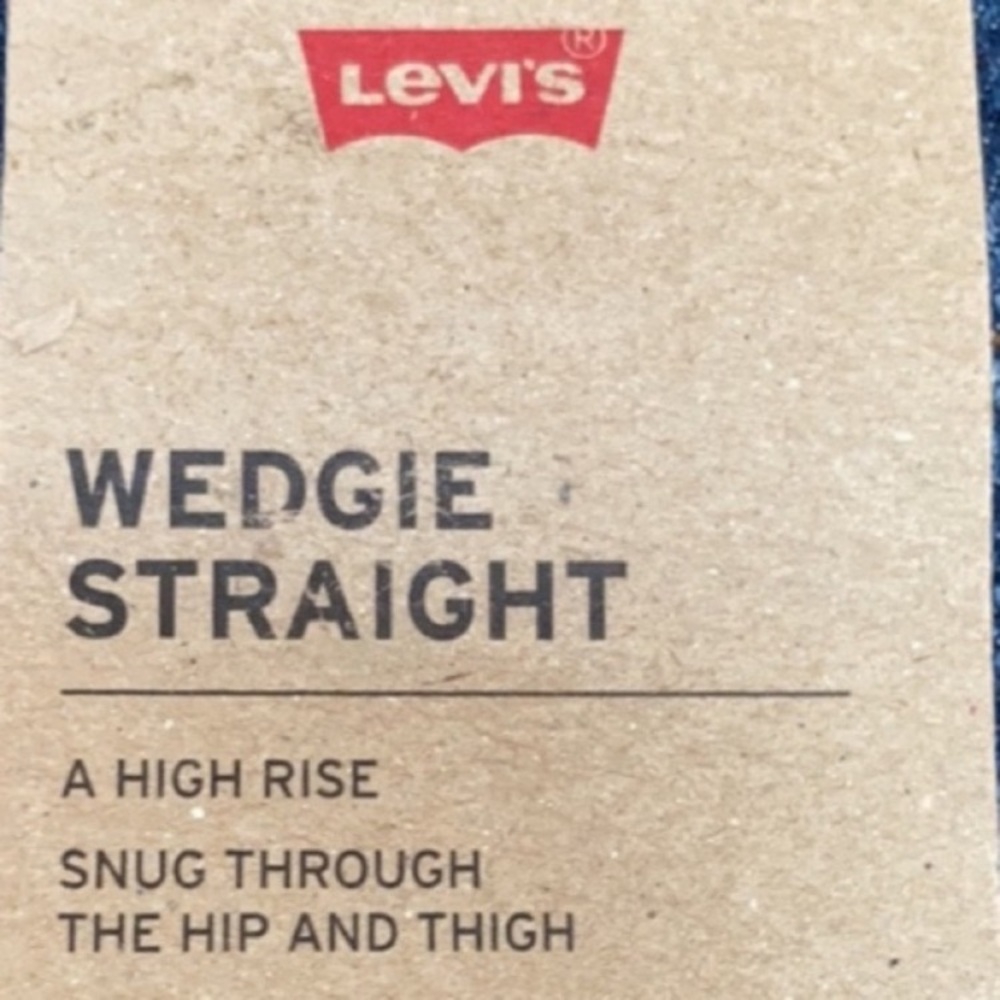 Levi's®
WEDGIE
STRAIGHT
A HIGH RISE
SNUG THROUGH
THE HIP AND THIGH